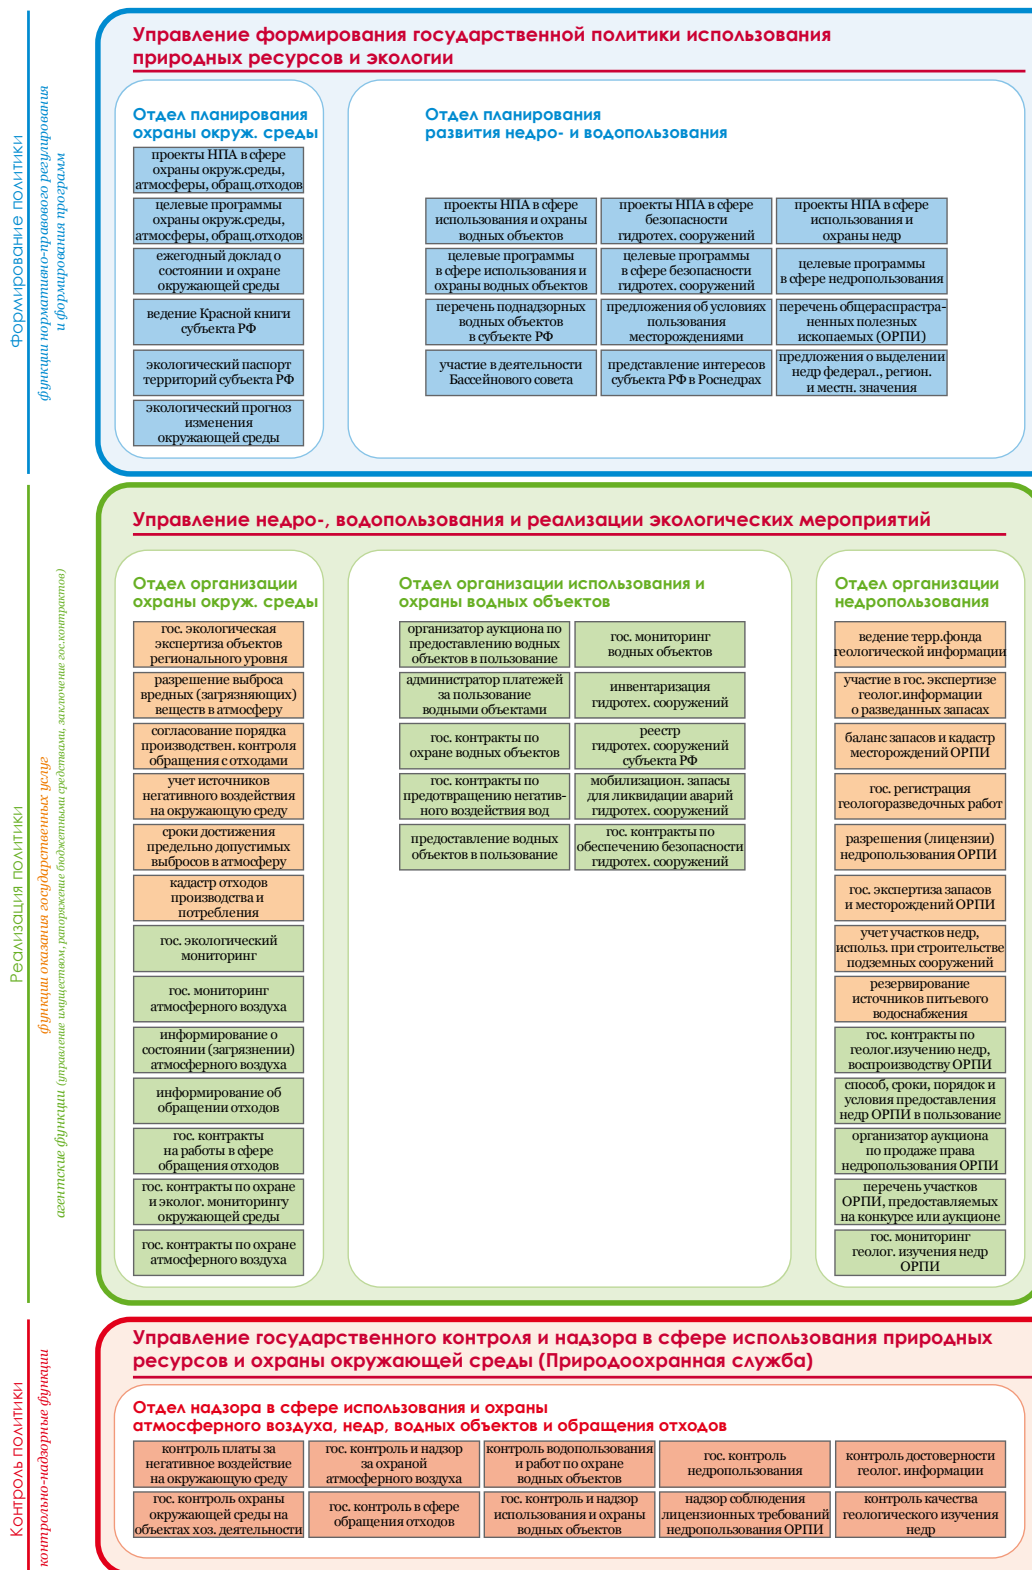 Формирование политики
функции нормативно-правового регулирования
и формирования программ
Управление формирования государственной политики использования
природных ресурсов и экологии
Отдел планирования
охраны окруж. среды
проекты НПА в сфере
охраны окруж.среды,
атмосферы, обращ.отходов
целевые программы
охраны окруж.среды,
атмосферы, обращ.отходов
ежегодный доклад о
состоянии и охране
окружающей среды
ведение Красной книги
субъекта РФ
экологический паспорт
территорий субъекта РФ
экологический прогноз
изменения
окружающей среды
Отдел планирования
развития недро- и водопользования
проекты НПА в сфере
использования и охраны
водных объектов
проекты НПА в сфере
безопасности
гидротех. сооружений
проекты НПА в сфере
использования и
охраны недр
целевые программы
в сфере использования и
охраны водных объектов
целевые программы
в сфере безопасности
гидротех. сооружений
целевые программы
в сфере недропользования
перечень поднадзорных
водных объектов
в субъекте РФ
предложения об условиях
пользования
месторождениями
перечень общераспрастра-
ненных полезных
ископаемых (ОРПИ)
участие в деятельности
Бассейнового совета
представление интересов
субъекта РФ в Роснедрах
предложения о выделении
недр федерал., регион.
и местн. значения
Реализация политики
функции оказания государственных услуг
агентские функции (управление имуществом, рапоряжение бюджетными средствами, заключение гос.контрактов)
Управление недро-, водопользования и реализации экологических мероприятий
Отдел организации
охраны окруж. среды
гос. экологическая
экспертиза объектов
регионального уровня
разрешение выброса
вредных (загрязняющих)
веществ в атмосферу
согласование порядка
производствен. контроля
обращения с отходами
учет источников
негативного воздействия
на окружающую среду
сроки достижения
предельно допустимых
выбросов в атмосферу
кадастр отходов
производства и
потребления
гос. экологический
мониторинг
гос. мониторинг
атмосферного воздуха
информирование о
состоянии (загрязнении)
атмосферного воздуха
информирование об
обращении отходов
гос. контракты
на работы в сфере
обращения отходов
гос. контракты по охране
и эколог. мониторингу
окружающей среды
гос. контракты по охране
атмосферного воздуха
Отдел организации использования и
охраны водных объектов
организатор аукциона по
предоставлению водных
объектов в пользование
гос. мониторинг
водных объектов
администратор платежей
за пользование
водными объектами
инвентаризация
гидротех. сооружений
гос. контракты по
охране водных объектов
реестр
гидротех. сооружений
субъекта РФ
гос. контракты по
предотвращению негатив-
ного воздействия вод
мобилизацион. запасы
для ликвидации аварий
гидротех. сооружений
предоставление водных
объектов в пользование
гос. контракты по
обеспечению безопасности
гидротех. сооружений
Отдел организации
недропользования
ведение терр.фонда
геологической информации
участие в гос. экспертизе
геолог.информации
о разведанных запасах
баланс запасов и кадастр
месторождений ОРПИ
гос. регистрация
геологоразведочных работ
разрешения (лицензии)
недропользования ОРПИ
гос. экспертиза запасов
и месторождений ОРПИ
учет участков недр,
использ. при строительстве
подземных сооружений
резервирование
источников питьевого
водоснабжения
гос. контракты по
геолог.изучению недр,
воспроизводству ОРПИ
способ, сроки, порядок и
условия предоставления
недр ОРПИ в пользование
организатор аукциона
по продаже права
недропользования ОРПИ
перечень участков
ОРПИ, предоставляемых
на конкурсе или аукционе
гос. мониторинг
геолог. изучения недр
ОРПИ
Контроль политики
контрольно-надзорные функции
Управление государственного контроля и надзора в сфере использования природных
ресурсов и охраны окружающей среды (Природоохранная служба)
Отдел надзора в сфере использования и охраны
атмосферного воздуха, недр, водных объектов и обращения отходов
контроль платы за
негативное воздействие
на окружающую среду
гос. контроль и надзор
за охраной
атмосферного воздуха
контроль водопользования
и работ по охране
водных объектов
гос. контроль
недропользования
контроль достоверности
геолог. информации
гос. контроль охраны
окружающей среды на
объектах хоз. деятельности
гос. контроль в сфере
обращения отходов
гос. контроль и надзор
использования и охраны
водных объектов
надзор соблюдения
лицензионных требований
недропользования ОРПИ
контроль качества
геологического изучения
недр